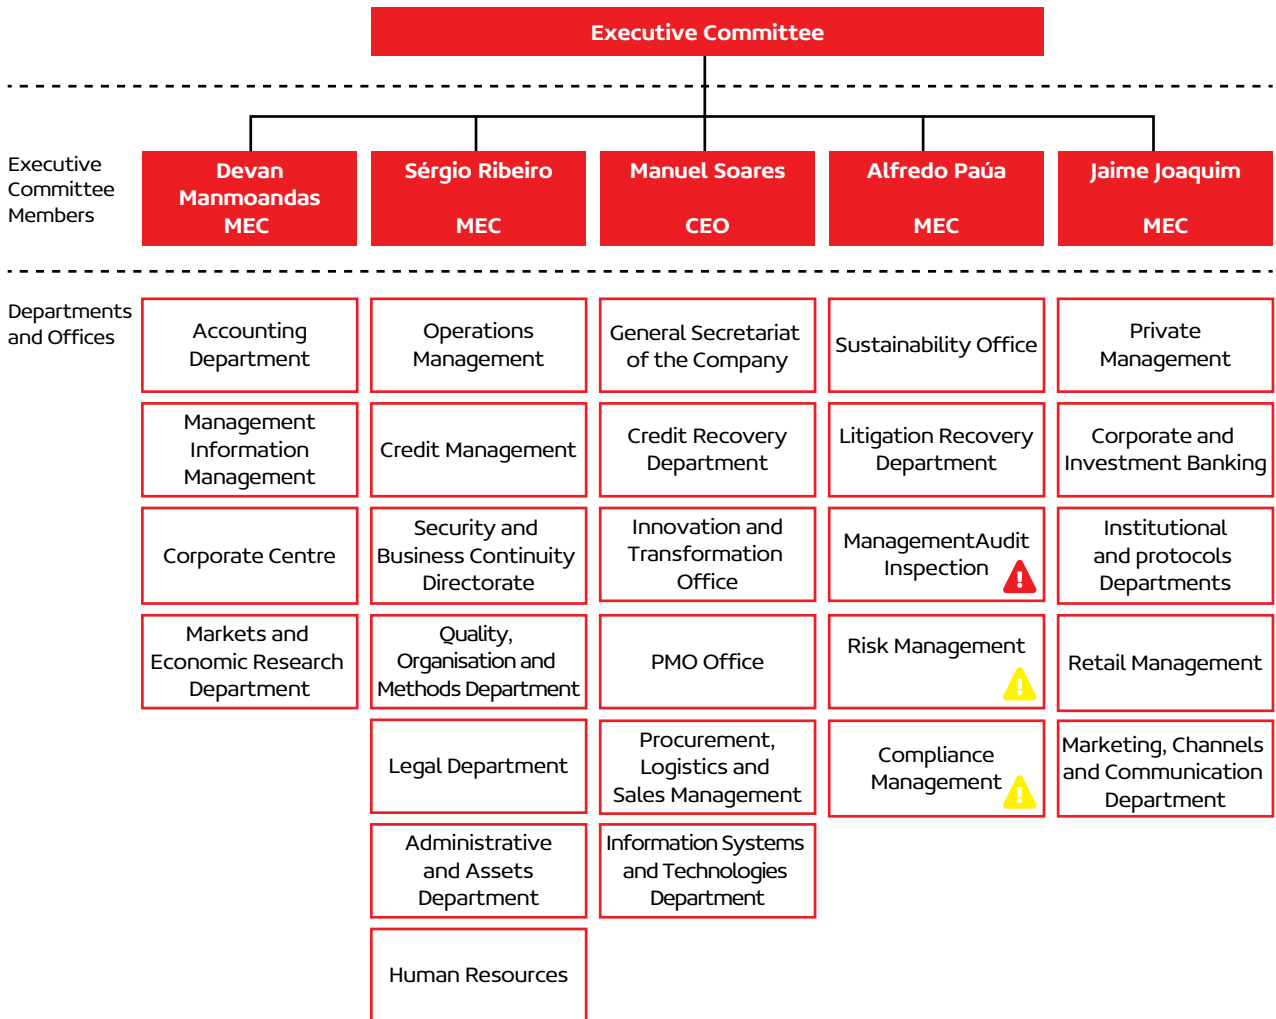 Executive Committee
Executive
Committee
Members
Devan
Manmoandas
MEC
Sérgio Ribeiro
MEC
Manuel Soares
CEO
Alfredo Paúa
MEC
Jaime Joaquim
MEC
Departments
and Offices
Accounting
Department
Management
Information
Management
Corporate Centre
Markets and
Economic Research
Department
Operations
Management
Credit Management
Security and
Business Continuity
Directorate
Quality,
Organisation and
Methods Department
Legal Department
Administrative
and Assets
Department
Human Resources
General Secretariat
of the Company
Credit Recovery
Department
Innovation and
Transformation
Office
PMO Office
Procurement,
Logistics and
Sales Management
Information Systems
and Technologies
Department
Sustainability Office
Litigation Recovery
Department
ManagementAudit
Inspection
!
Risk Management
!
Compliance
Management
!
Private
Management
Corporate and
Investment Banking
Institutional
and protocols
Departments
Retail Management
Marketing, Channels
and Communication
Department